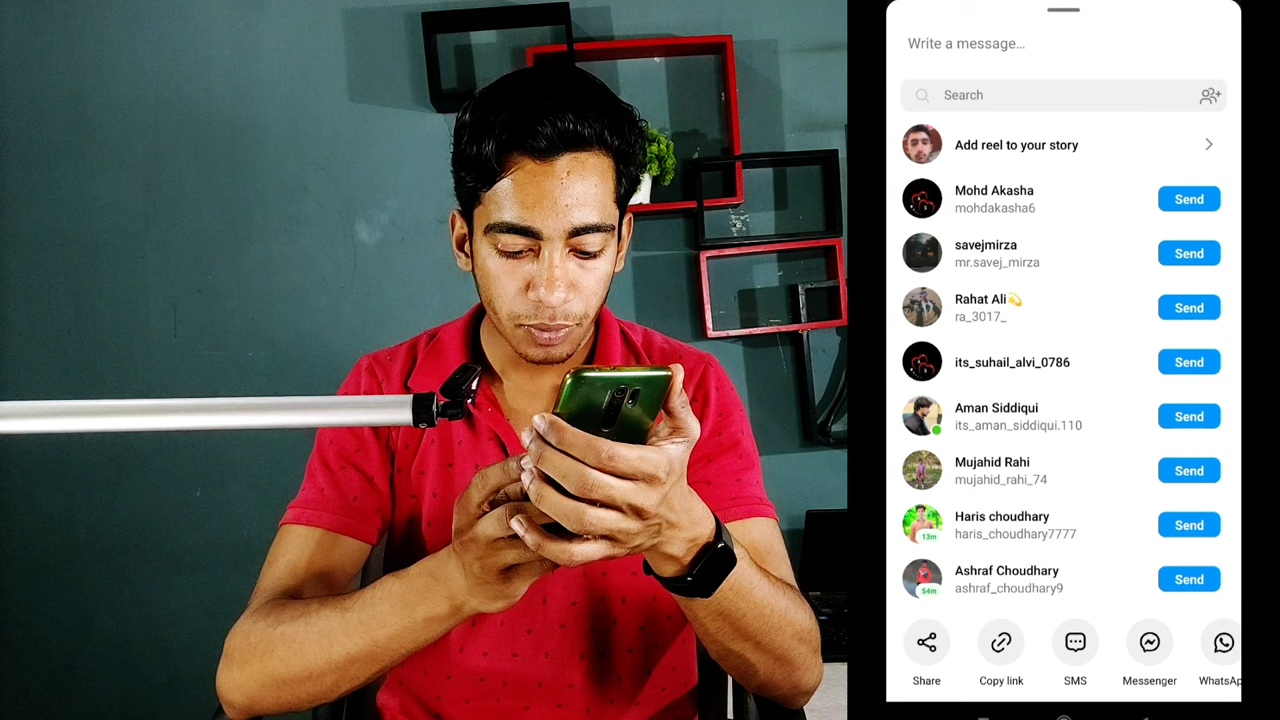 Write a message...
Search
Add reel to your story
Mohd Akasha
mohdakasha6
Send
savejmirza
mr.savej_mirza
Send
Rahat Ali💫
ra_3017_
Send
its_suhail_alvi_0786
Send
Aman Siddiqui
its_aman_siddiqui.110
Send
Mujahid Rahi
mujahid_rahi_74
Send
Haris choudhary
haris_choudhary7777
13m
Send
Ashraf Choudhary
ashraf_choudhary9
54m
Send
Share
Copy link
SMS
Messenger
WhatsAp